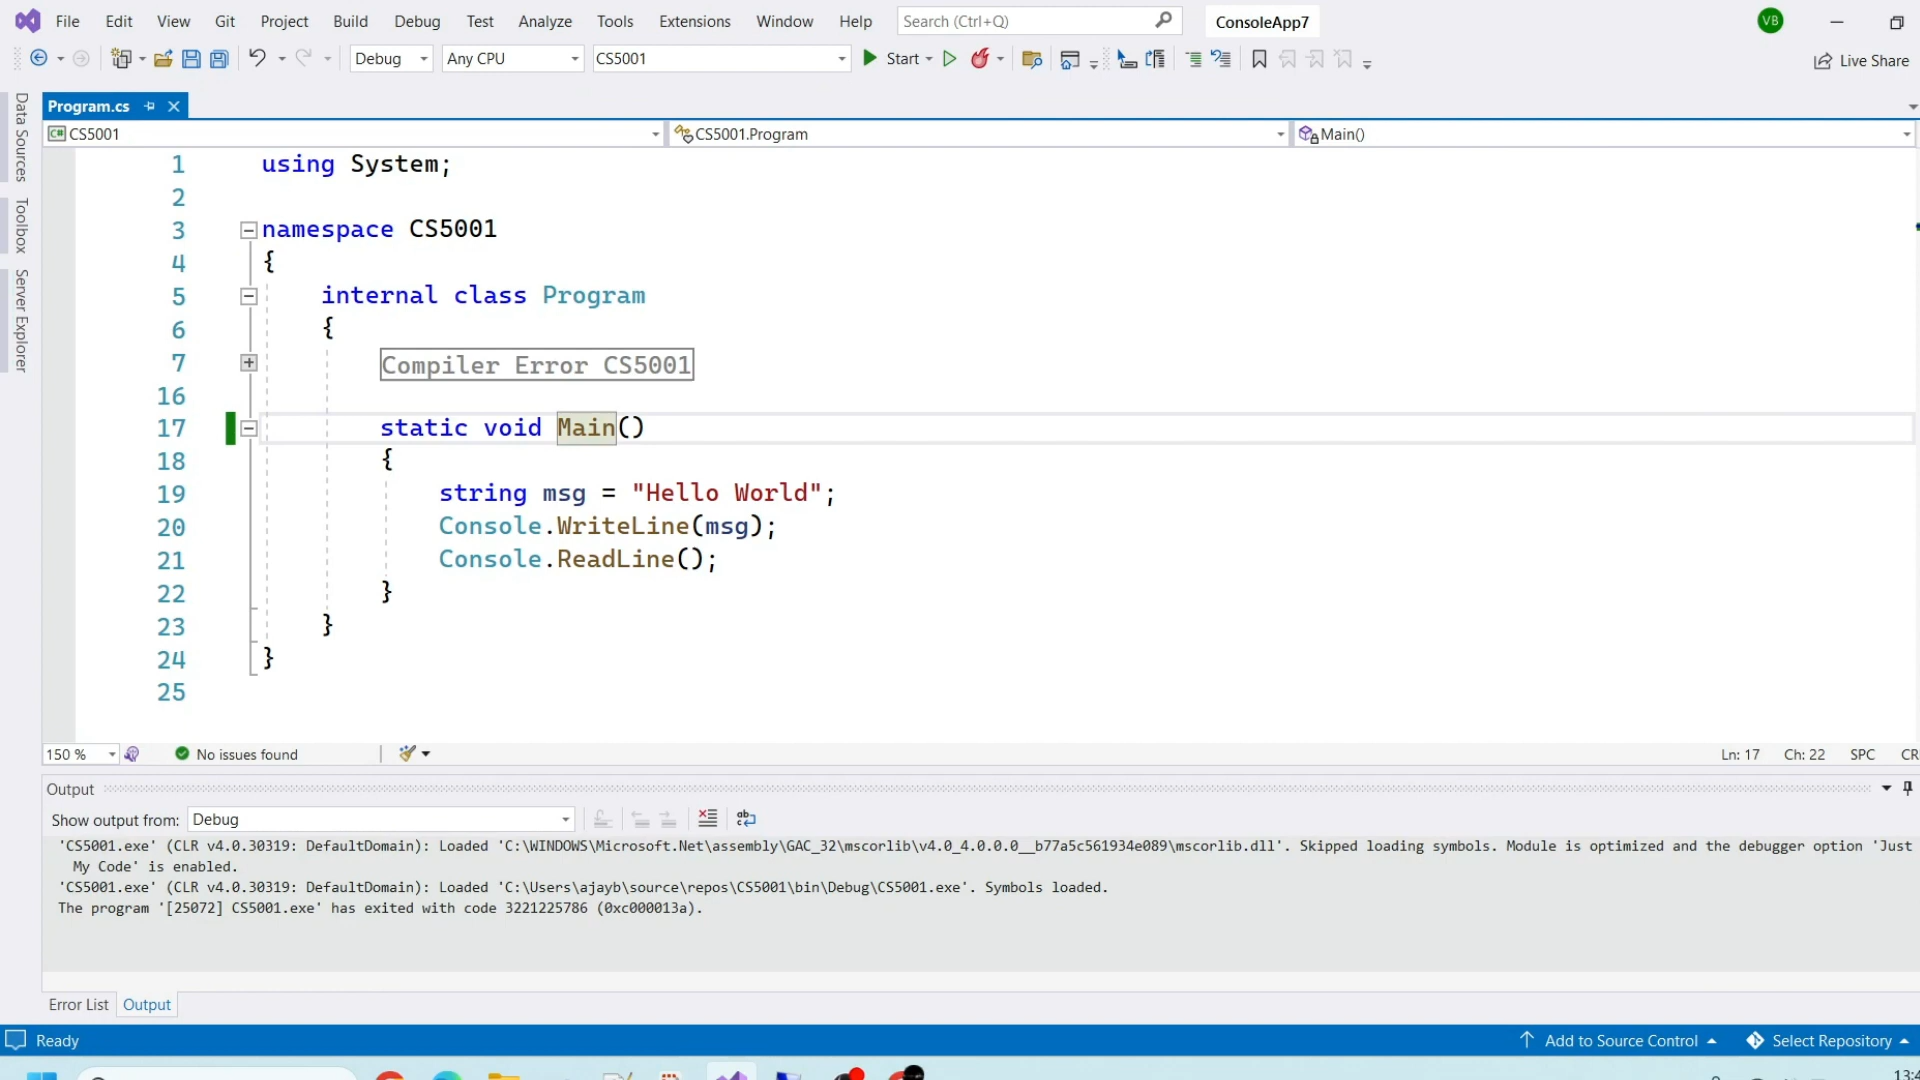 File Edit View Git Project Build Debug Test Analyze Tools Extensions Window Help Search (Ctrl+Q) ConsoleApp7 VB
Debug Any CPU CS5001 Start Live Share
Data Sources
Toolbox
Server Explorer
Program.cs
C# CS5001 CS5001.Program Main()
1 using System;
2
3 namespace CS5001
4 {
5 internal class Program
6 {
7 Compiler Error CS5001
16
17 static void Main()
18 {
19 string msg = "Hello World";
20 Console.WriteLine(msg);
21 Console.ReadLine();
22 }
23 }
24 }
25
150 % No issues found Ln: 17 Ch: 22 SPC CR
Output
Show output from: Debug
'CS5001.exe' (CLR v4.0.30319: DefaultDomain): Loaded 'C:\WINDOWS\Microsoft.Net\assembly\GAC_32\mscorlib\v4.0_4.0.0.0__b77a5c561934e089\mscorlib.dll'. Skipped loading symbols. Module is optimized and the debugger option 'Just
My Code' is enabled.
'CS5001.exe' (CLR v4.0.30319: DefaultDomain): Loaded 'C:\Users\ajayb\source\repos\CS5001\bin\Debug\CS5001.exe'. Symbols loaded.
The program '[25072] CS5001.exe' has exited with code 3221225786 (0xc000013a).
Error List Output
Ready Add to Source Control Select Repository